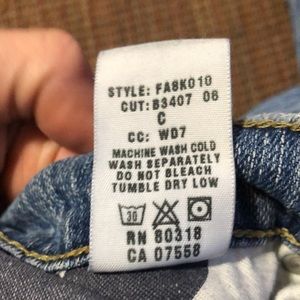 STYLE: FA8K010
CUT: B3407 06
C
CC: WD7
MACHINE WASH COLD
WASH SEPARATELY
DO NOT BLEACH
TUMBLE DRY LOW
30
RN 80318
CA 07558